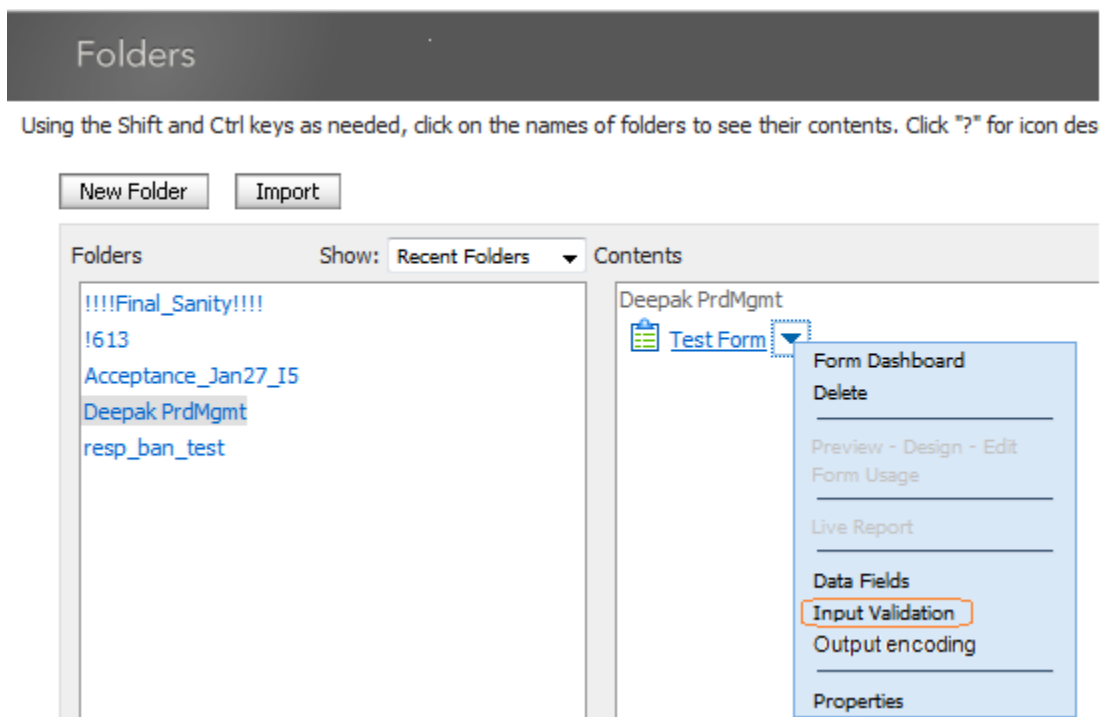 Folders
Using the Shift and Ctrl keys as needed, click on the names of folders to see their contents. Click "?" for icon des
New Folder
Import
Folders
Show: Recent Folders
Contents
!!!!Final_Sanity!!!!
!613
Acceptance_Jan27_I5
Deepak PrdMgmt
resp_ban_test
Deepak PrdMgmt
Test Form
Form Dashboard
Delete
Preview - Design - Edit
Form Usage
Live Report
Data Fields
Input Validation
Output encoding
Properties